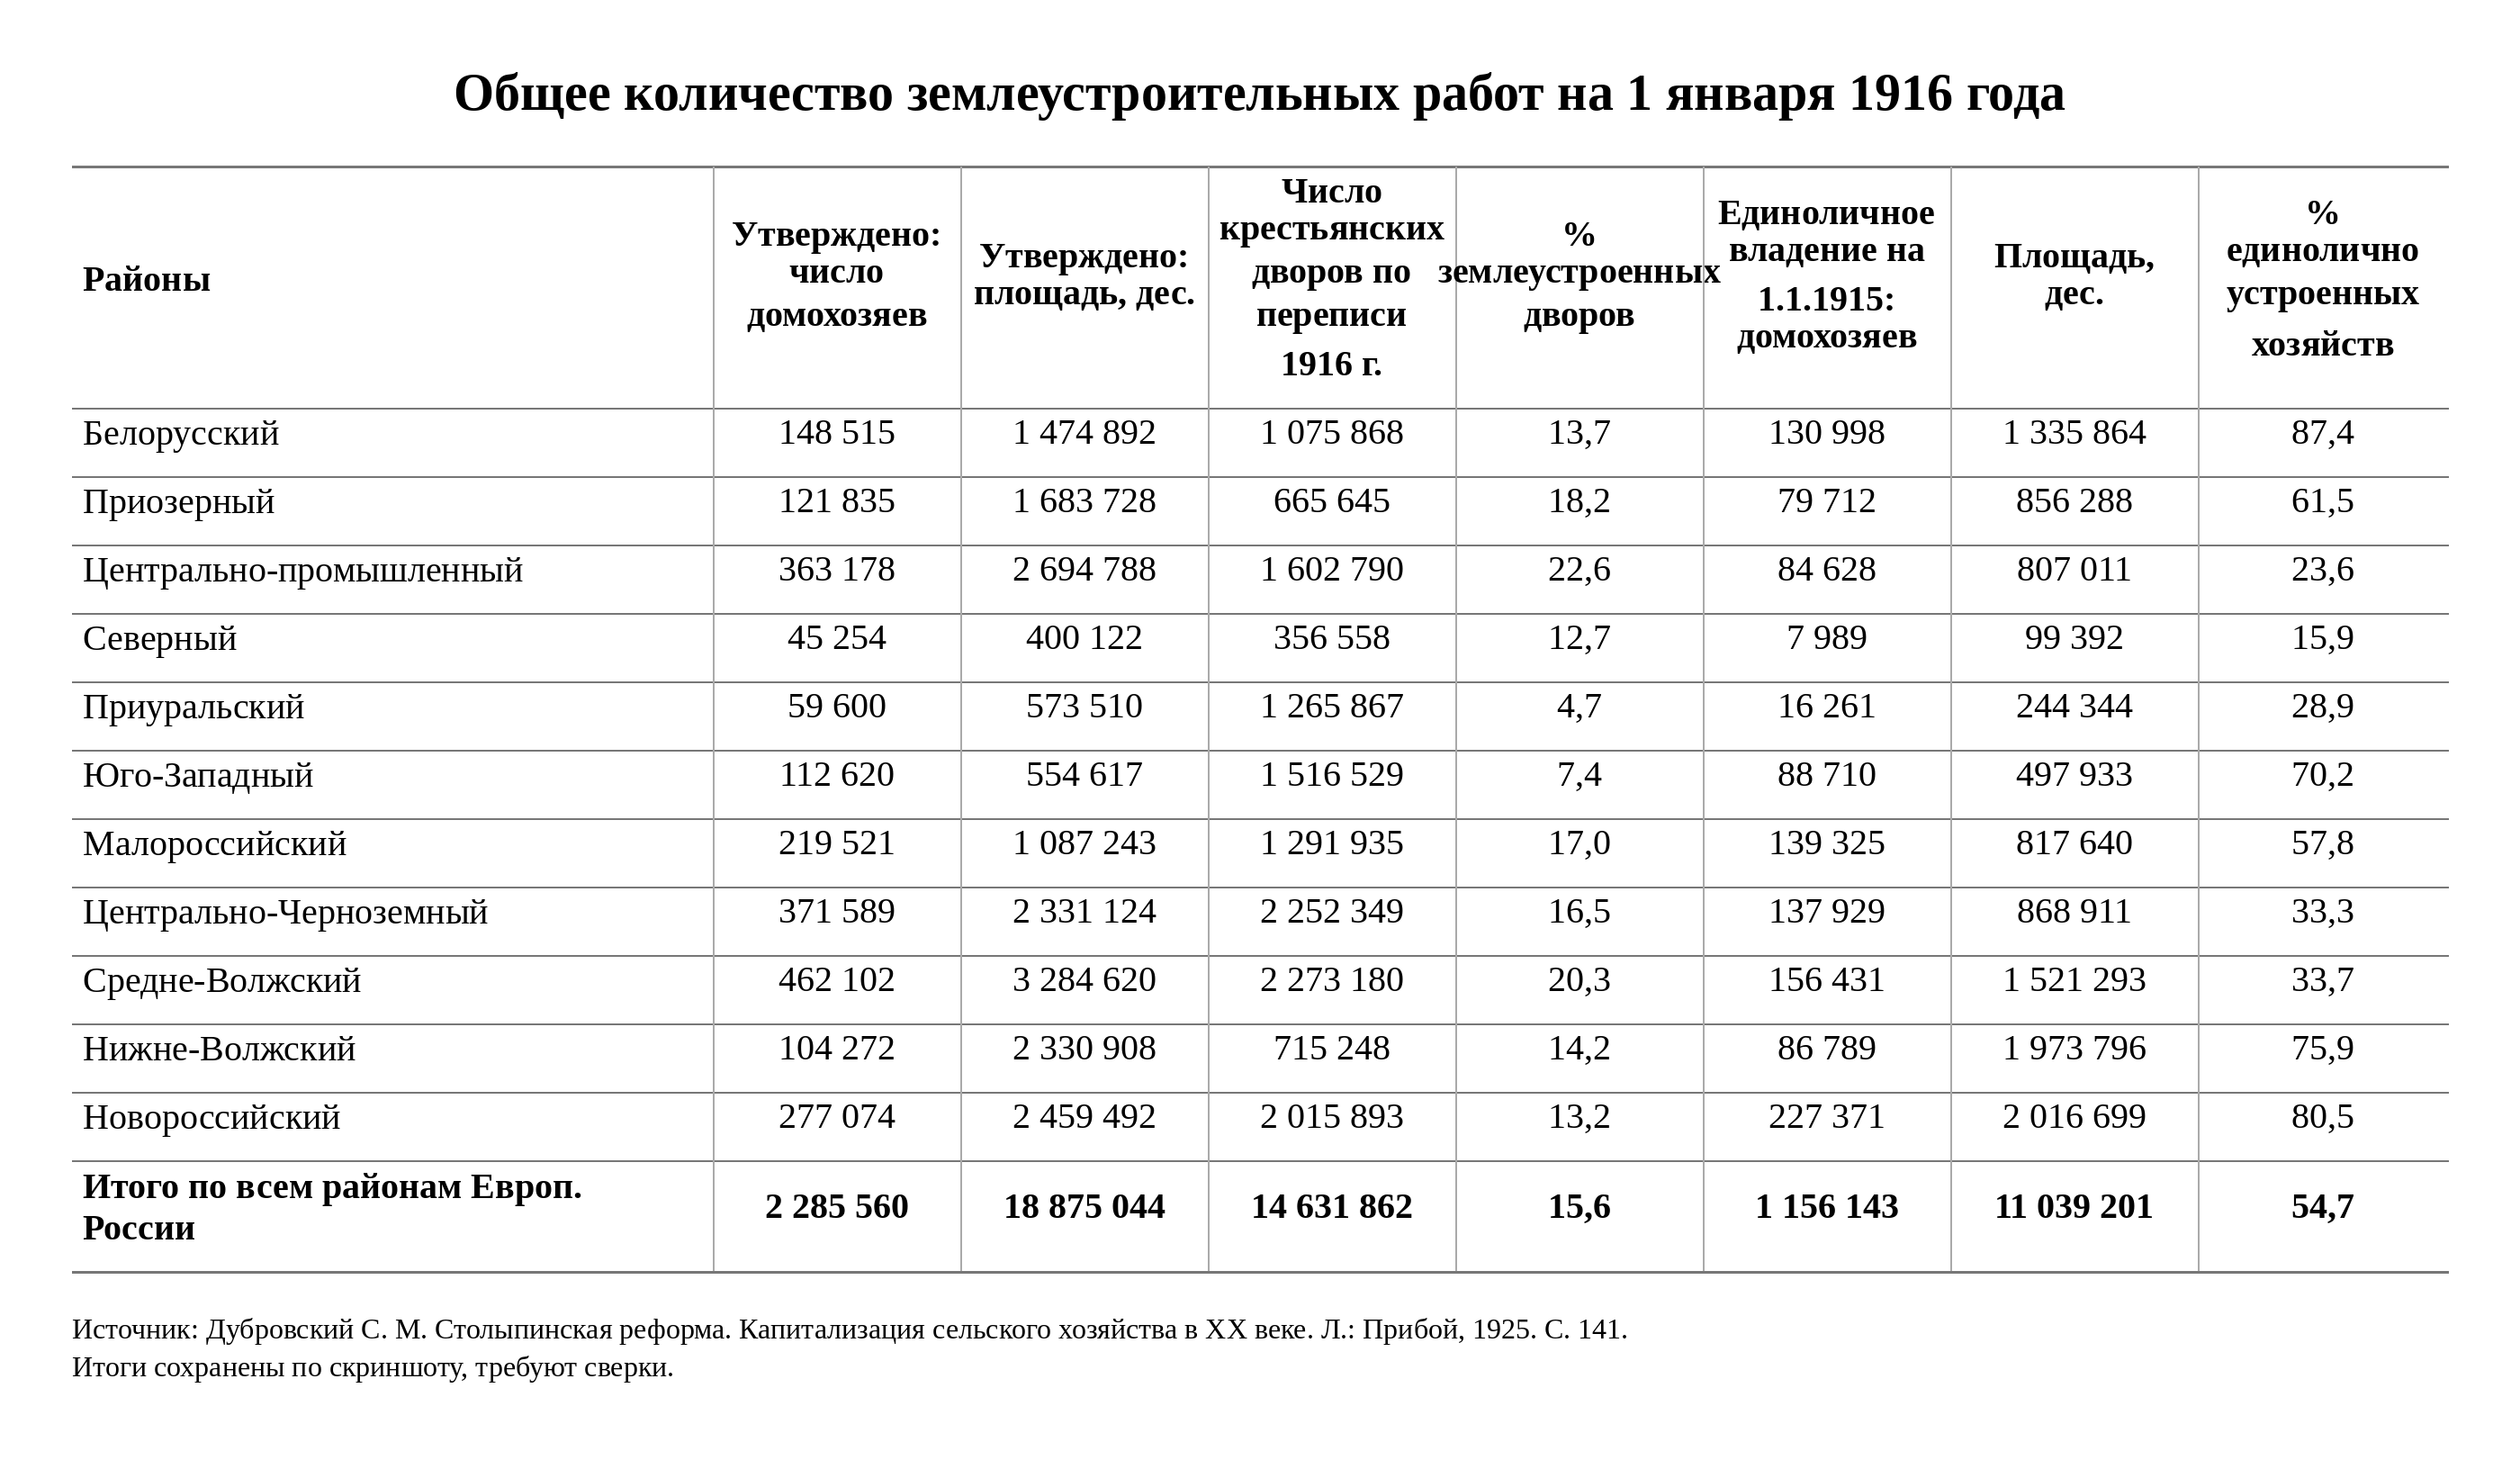 Общее количество землеустроительных работ на 1 января 1916 года
Районы
Утверждено:
число
домохозяев
Утверждено:
площадь, дес.
Число
крестьянских
дворов по
переписи
1916 г.
%
землеустроенных
дворов
Единоличное
владение на
1.1.1915:
домохозяев
Площадь,
дес.
%
единолично
устроенных
хозяйств
Белорусский 148 515 1 474 892 1 075 868 13,7 130 998 1 335 864 87,4
Приозерный 121 835 1 683 728 665 645 18,2 79 712 856 288 61,5
Центрально-промышленный 363 178 2 694 788 1 602 790 22,6 84 628 807 011 23,6
Северный 45 254 400 122 356 558 12,7 7 989 99 392 15,9
Приуральский 59 600 573 510 1 265 867 4,7 16 261 244 344 28,9
Юго-Западный 112 620 554 617 1 516 529 7,4 88 710 497 933 70,2
Малороссийский 219 521 1 087 243 1 291 935 17,0 139 325 817 640 57,8
Центрально-Черноземный 371 589 2 331 124 2 252 349 16,5 137 929 868 911 33,3
Средне-Волжский 462 102 3 284 620 2 273 180 20,3 156 431 1 521 293 33,7
Нижне-Волжский 104 272 2 330 908 715 248 14,2 86 789 1 973 796 75,9
Новороссийский 277 074 2 459 492 2 015 893 13,2 227 371 2 016 699 80,5
Итого по всем районам Европ.
России
2 285 560 18 875 044 14 631 862 15,6 1 156 143 11 039 201 54,7
Источник: Дубровский С. М. Столыпинская реформа. Капитализация сельского хозяйства в XX веке. Л.: Прибой, 1925. С. 141.
Итоги сохранены по скриншоту, требуют сверки.